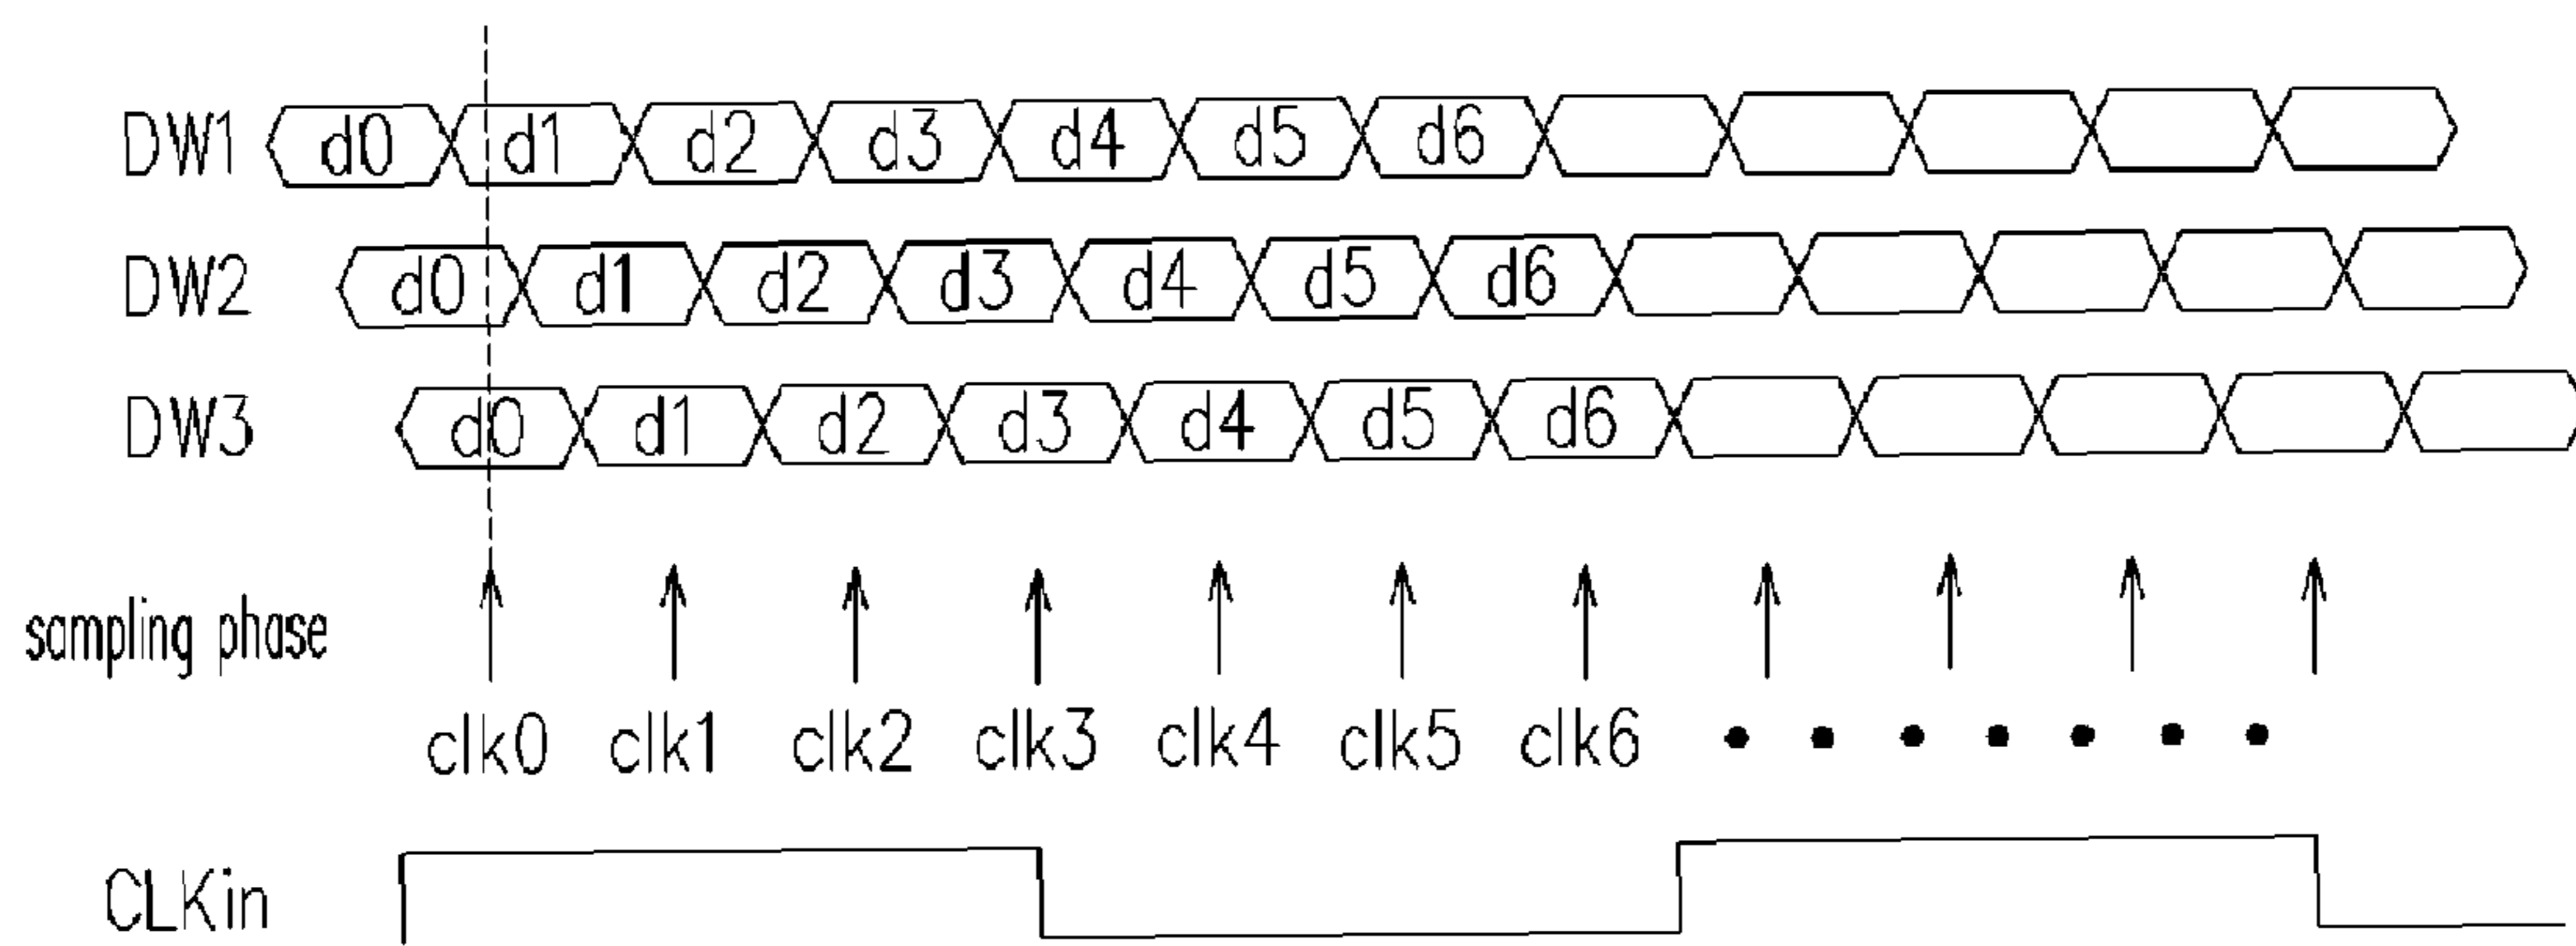 DW1 d0 d1 d2 d3 d4 d5 d6
DW2 d0 d1 d2 d3 d4 d5 d6
DW3 d0 d1 d2 d3 d4 d5 d6
sampling phase
clk0 clk1 clk2 clk3 clk4 clk5 clk6 • • • • • • •
CLKin